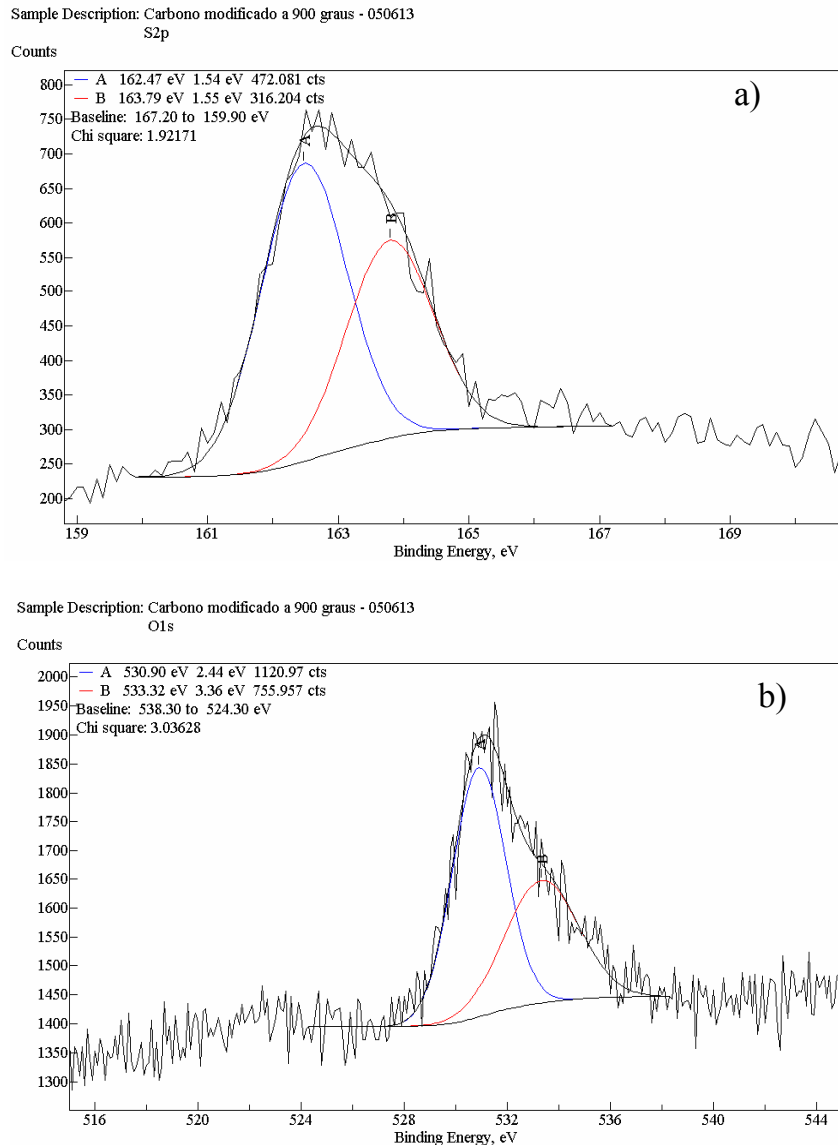 Sample Description: Carbono modificado a 900 graus - 050613
S2p
Counts
A 162.47 eV 1.54 eV 472.081 cts
B 163.79 eV 1.55 eV 316.204 cts
Baseline: 167.20 to 159.90 eV
Chi square: 1.92171
a)
800
750
700
650
600
550
500
450
400
350
300
250
200
A
B
159 161 163 165 167 169
Binding Energy, eV
Sample Description: Carbono modificado a 900 graus - 050613
O1s
Counts
A 530.90 eV 2.44 eV 1120.97 cts
B 533.32 eV 3.36 eV 755.957 cts
Baseline: 538.30 to 524.30 eV
Chi square: 3.03628
b)
2000
1950
1900
1850
1800
1750
1700
1650
1600
1550
1500
1450
1400
1350
1300
A
B
516 520 524 528 532 536 540 544
Binding Energy, eV